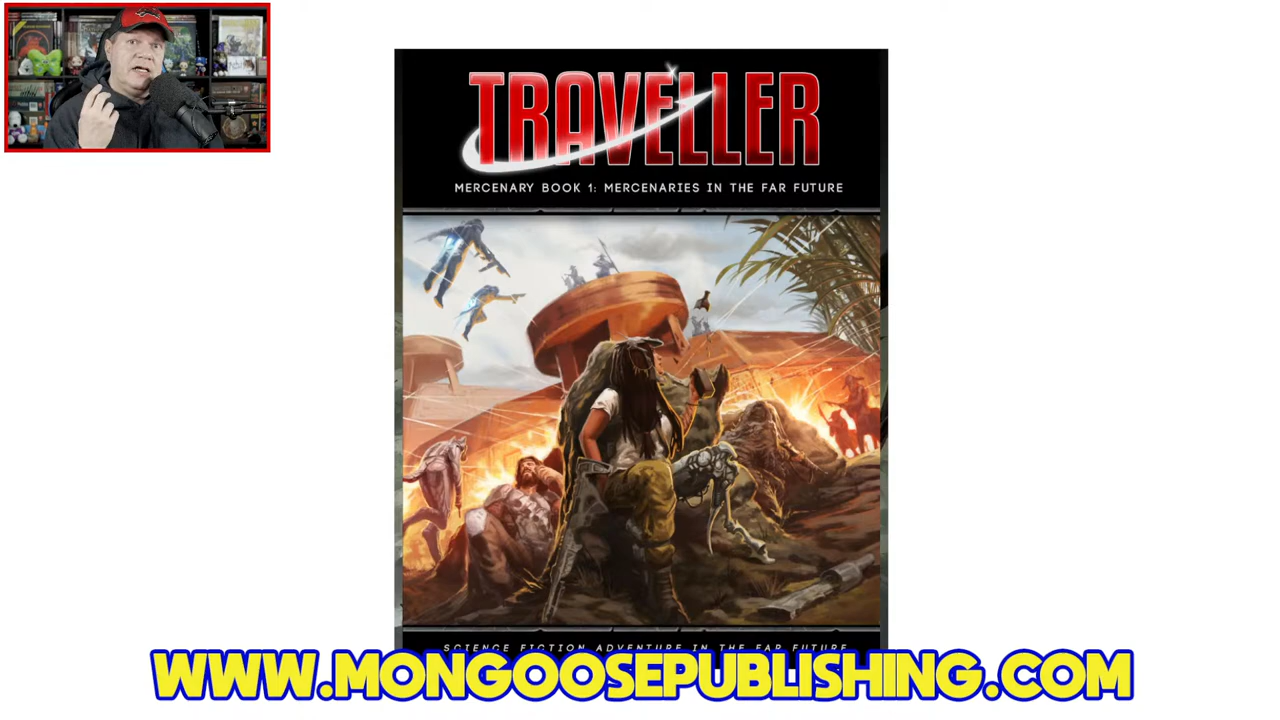 TRAVELLER
MERCENARY BOOK 1: MERCENARIES IN THE FAR FUTURE
SCIENCE FICTION ADVENTURE IN THE FAR FUTURE
WWW.MONGOOSEPUBLISHING.COM